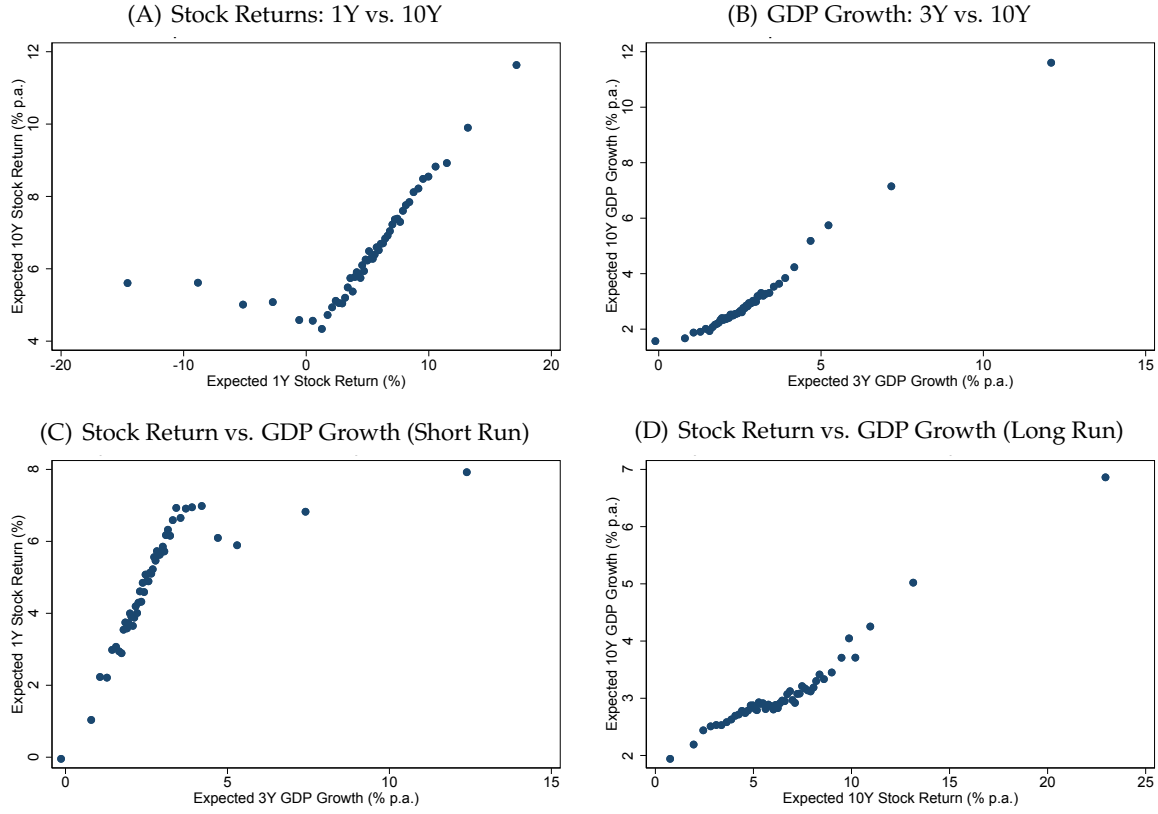 (A) Stock Returns: 1Y vs. 10Y
Expected 10Y Stock Return (% p.a.)
12
10
8
6
4
-20 -10 0 10 20
Expected 1Y Stock Return (%)
(B) GDP Growth: 3Y vs. 10Y
Expected 10Y GDP Growth (% p.a.)
12
10
8
6
4
2
0 5 10 15
Expected 3Y GDP Growth (% p.a.)
(C) Stock Return vs. GDP Growth (Short Run)
Expected 1Y Stock Return (%)
8
6
4
2
0
0 5 10 15
Expected 3Y GDP Growth (% p.a.)
(D) Stock Return vs. GDP Growth (Long Run)
Expected 10Y GDP Growth (% p.a.)
7
6
5
4
3
2
0 5 10 15 20 25
Expected 10Y Stock Return (% p.a.)